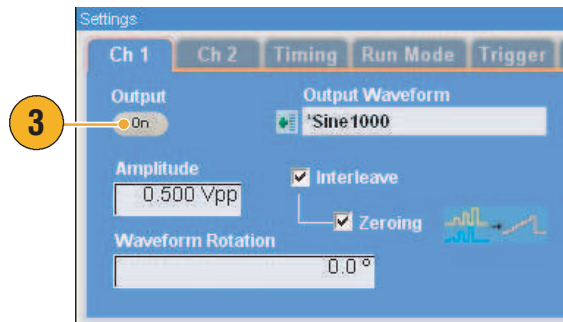 Settings
Ch 1 Ch 2 Timing Run Mode Trigger
Output Output Waveform
3 On *Sine1000
Amplitude
0.500 Vpp Interleave
Zeroing
Waveform Rotation
0.0 °